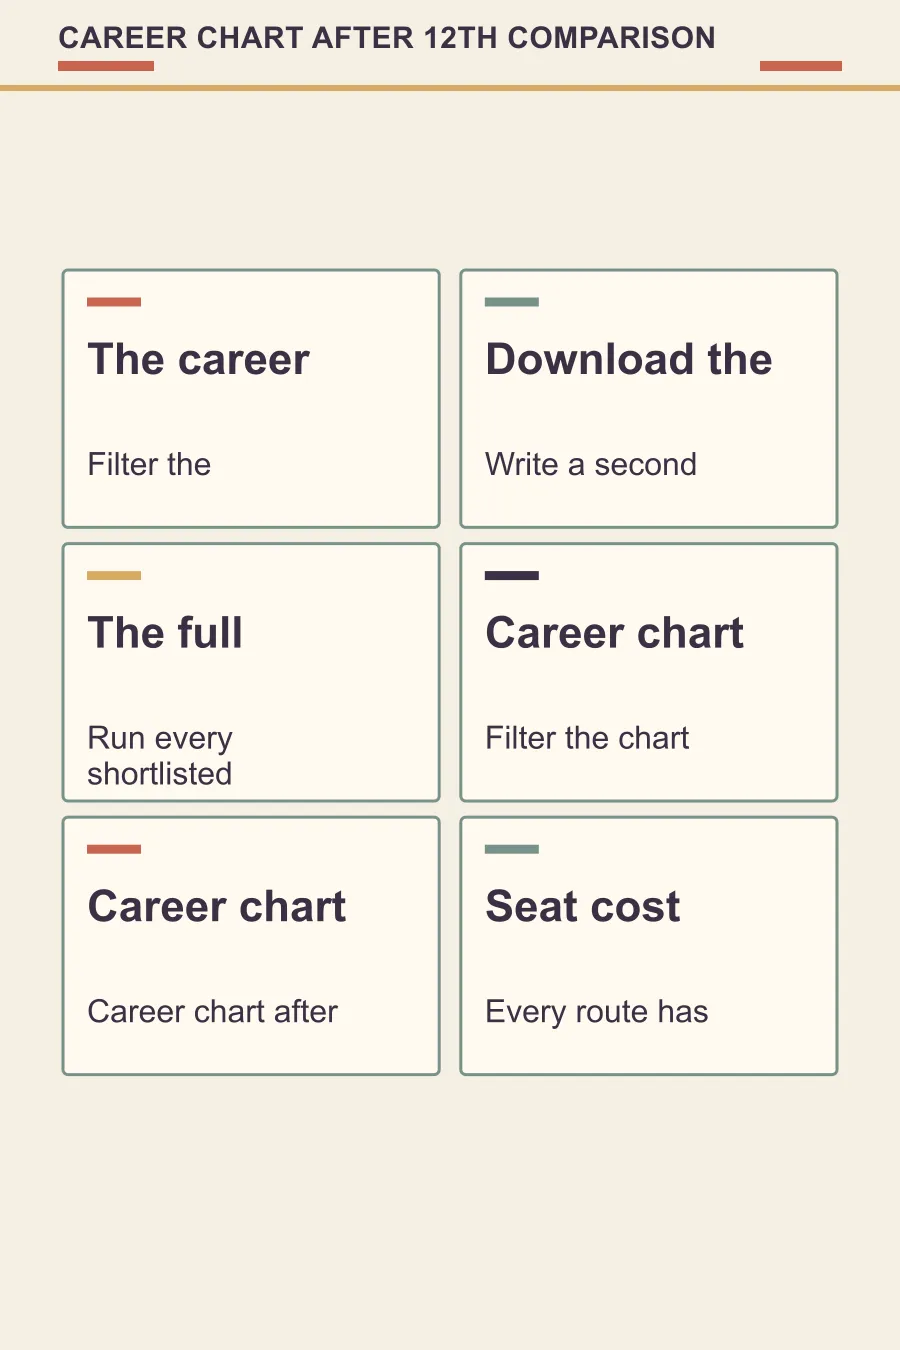 CAREER CHART AFTER 12TH COMPARISON
The career
Filter the
Download the
Write a second
The full
Run every
shortlisted
Career chart
Filter the chart
Career chart
Career chart after
Seat cost
Every route has